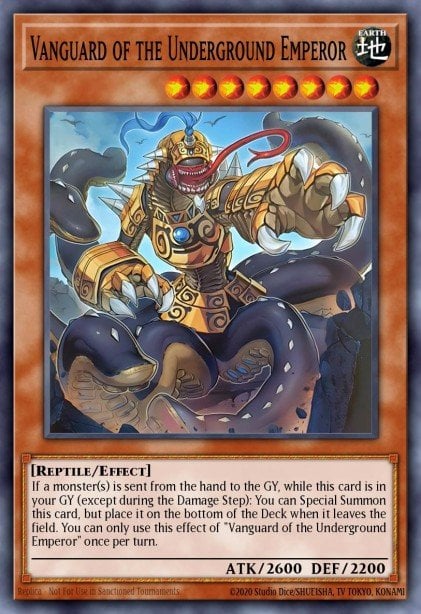 Vanguard of the Underground Emperor
EARTH
地
[Reptile/Effect]
If a monster(s) is sent from the hand to the GY, while this card is in
your GY (except during the Damage Step): You can Special Summon
this card, but place it on the bottom of the Deck when it leaves the
field. You can only use this effect of "Vanguard of the Underground
Emperor" once per turn.
ATK/2600 DEF/2200
Replica - Not For Use in Sanctioned Tournaments
©2020 Studio Dice/SHUEISHA, TV TOKYO, KONAMI